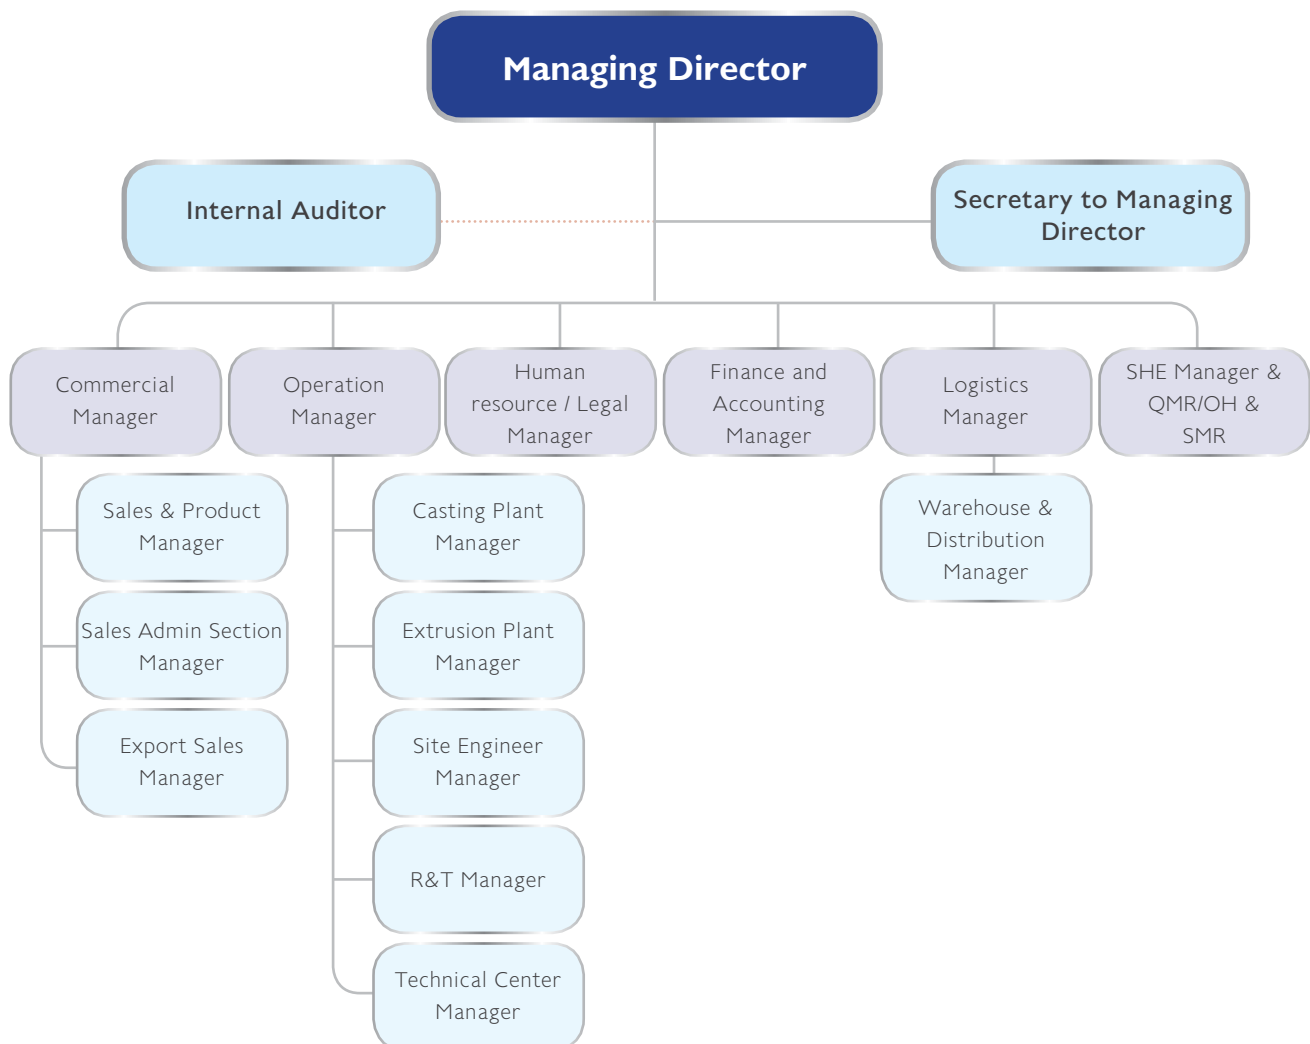 Managing Director
Internal Auditor
Secretary to Managing
Director
Commercial
Manager
Operation
Manager
Human
resource / Legal
Manager
Finance and
Accounting
Manager
Logistics
Manager
SHE Manager &
QMR/OH &
SMR
Sales & Product
Manager
Sales Admin Section
Manager
Export Sales
Manager
Casting Plant
Manager
Extrusion Plant
Manager
Site Engineer
Manager
R&T Manager
Technical Center
Manager
Warehouse &
Distribution
Manager